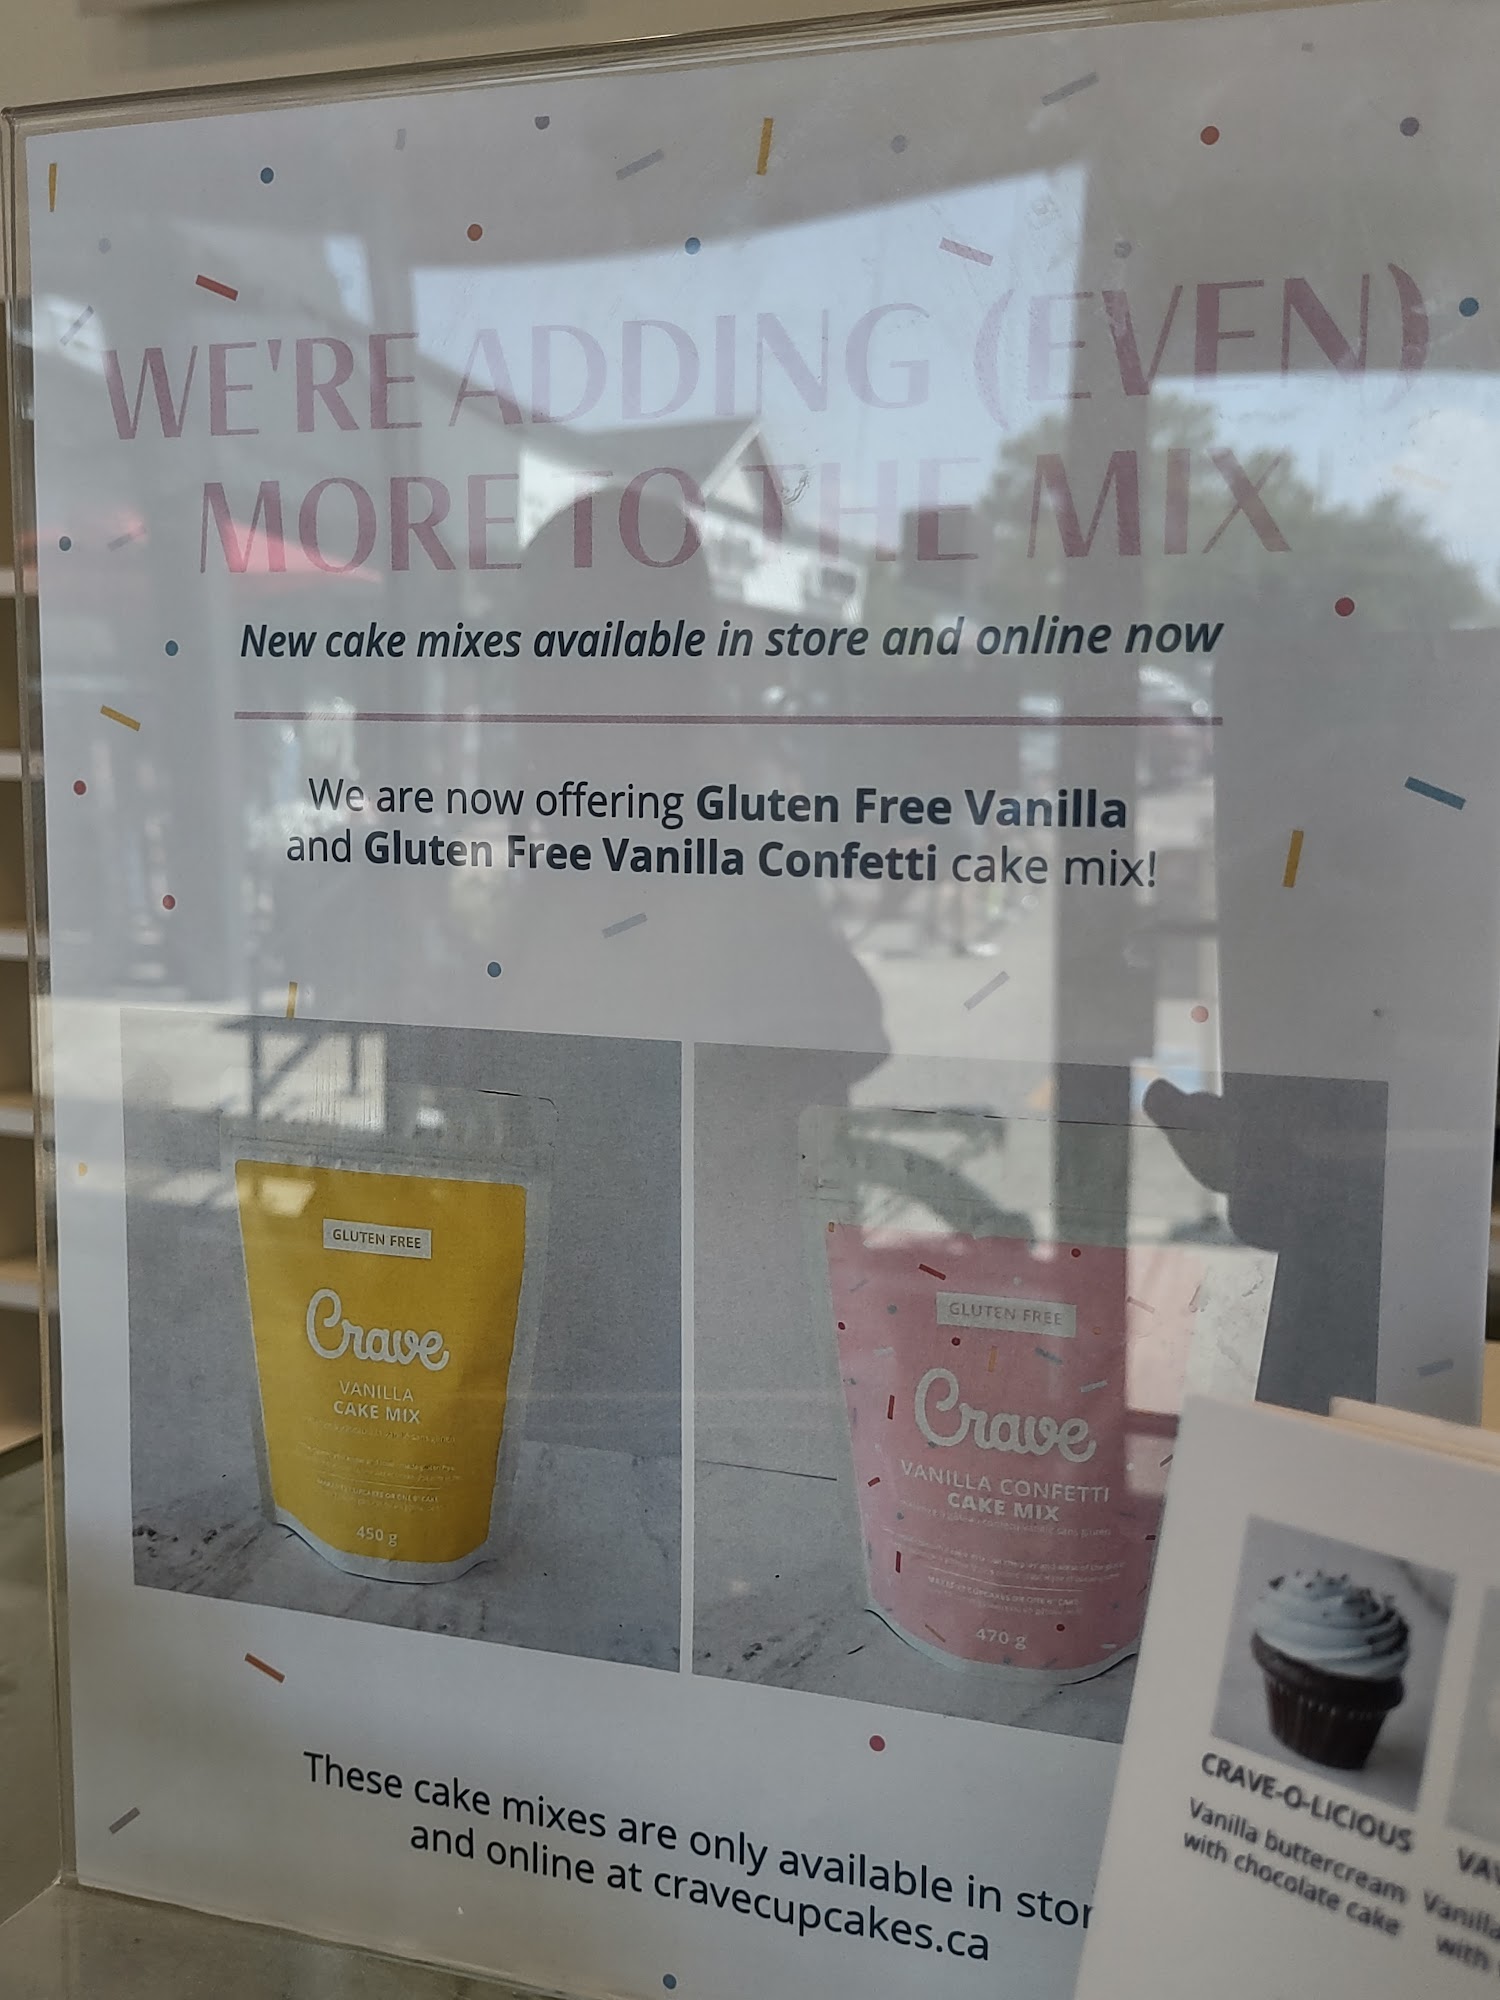 WE'RE ADDING (EVEN)
MORE TO THE MIX
New cake mixes available in store and online now
We are now offering Gluten Free Vanilla
and Gluten Free Vanilla Confetti cake mix!
GLUTEN FREE
Crave
VANILLA
CAKE MIX
450 g
GLUTEN FREE
Crave
VANILLA CONFETTI
CAKE MIX
470 g
These cake mixes are only available in stor
and online at cravecupcakes.ca
CRAVE-O-LICIOUS
Vanilla buttercream
with chocolate cake
VA
Vanilla
with